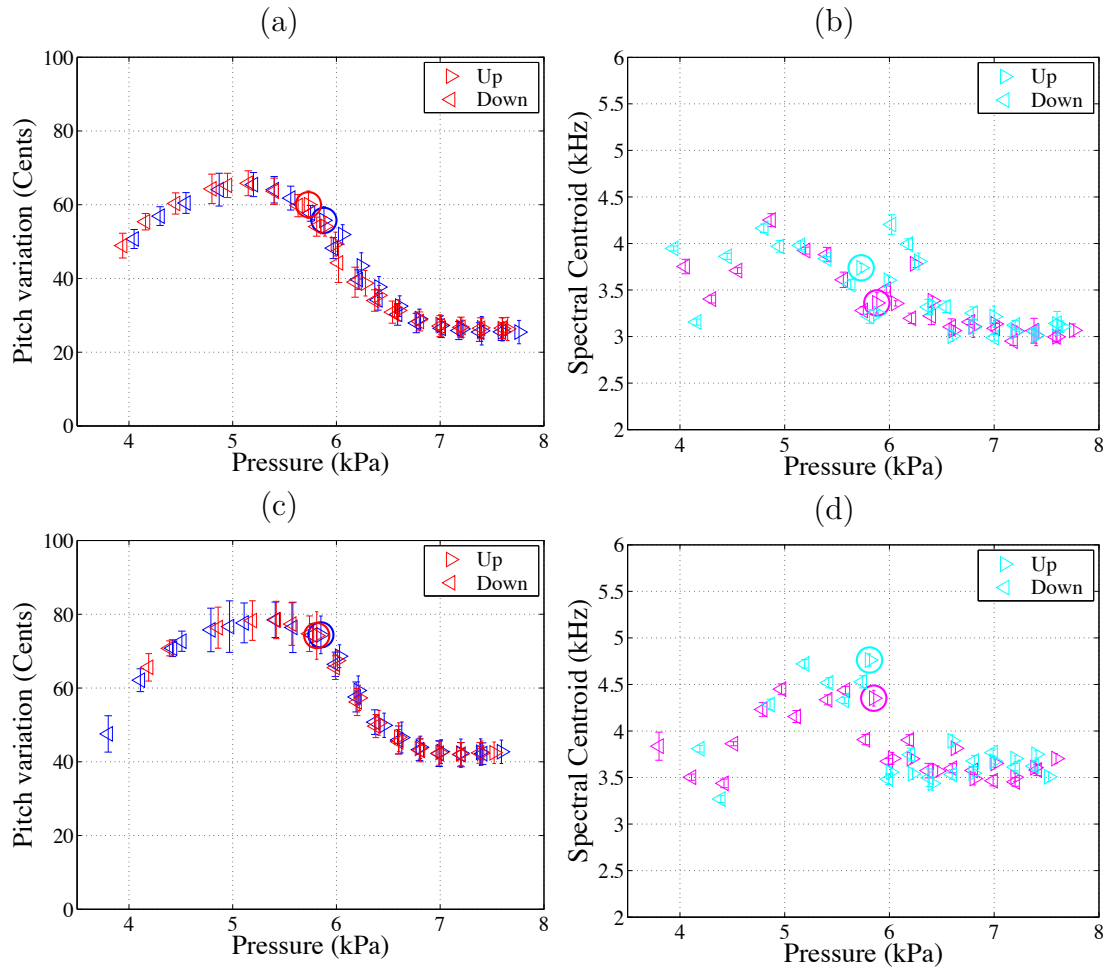 (a)
100
80
60
40
20
0
Pitch variation (Cents)
Up
Down
4 5 6 7 8
Pressure (kPa)
(b)
6
5.5
5
4.5
4
3.5
3
2.5
2
Spectral Centroid (kHz)
Up
Down
4 5 6 7 8
Pressure (kPa)
(c)
100
80
60
40
20
0
Pitch variation (Cents)
Up
Down
4 5 6 7 8
Pressure (kPa)
(d)
6
5.5
5
4.5
4
3.5
3
2.5
2
Spectral Centroid (kHz)
Up
Down
4 5 6 7 8
Pressure (kPa)